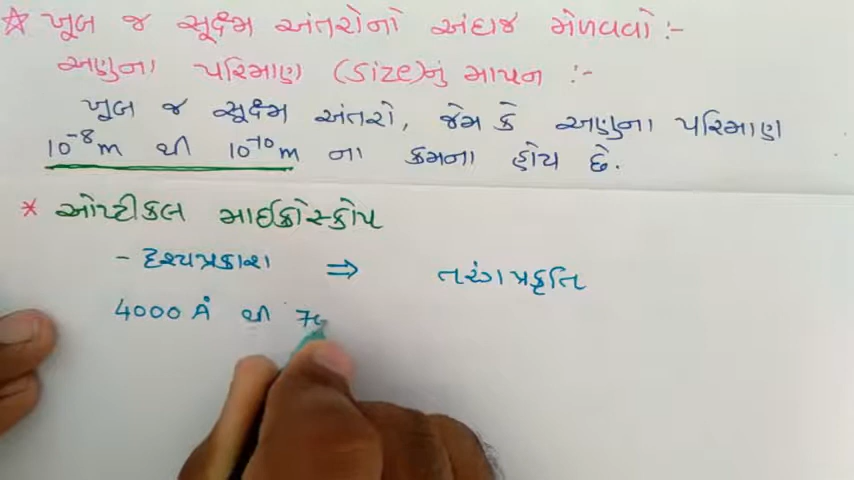 ☆ ખૂબ જ સૂક્ષ્મ અંતરોનો અંદાજ મેળવવો :-
અણુના પરિમાણ (size)નું માપન :-
ખૂબ જ સૂક્ષ્મ અંતરો, જેમ કે અણુના પરિમાણ
10⁻⁸m થી 10⁻¹⁰m ના ક્રમના હોય છે.
* ઓપ્ટીકલ માઈક્રોસ્કોપ
- દૃશ્યપ્રકાશ ⇒ તરંગપ્રકૃતિ
4000 Å થી